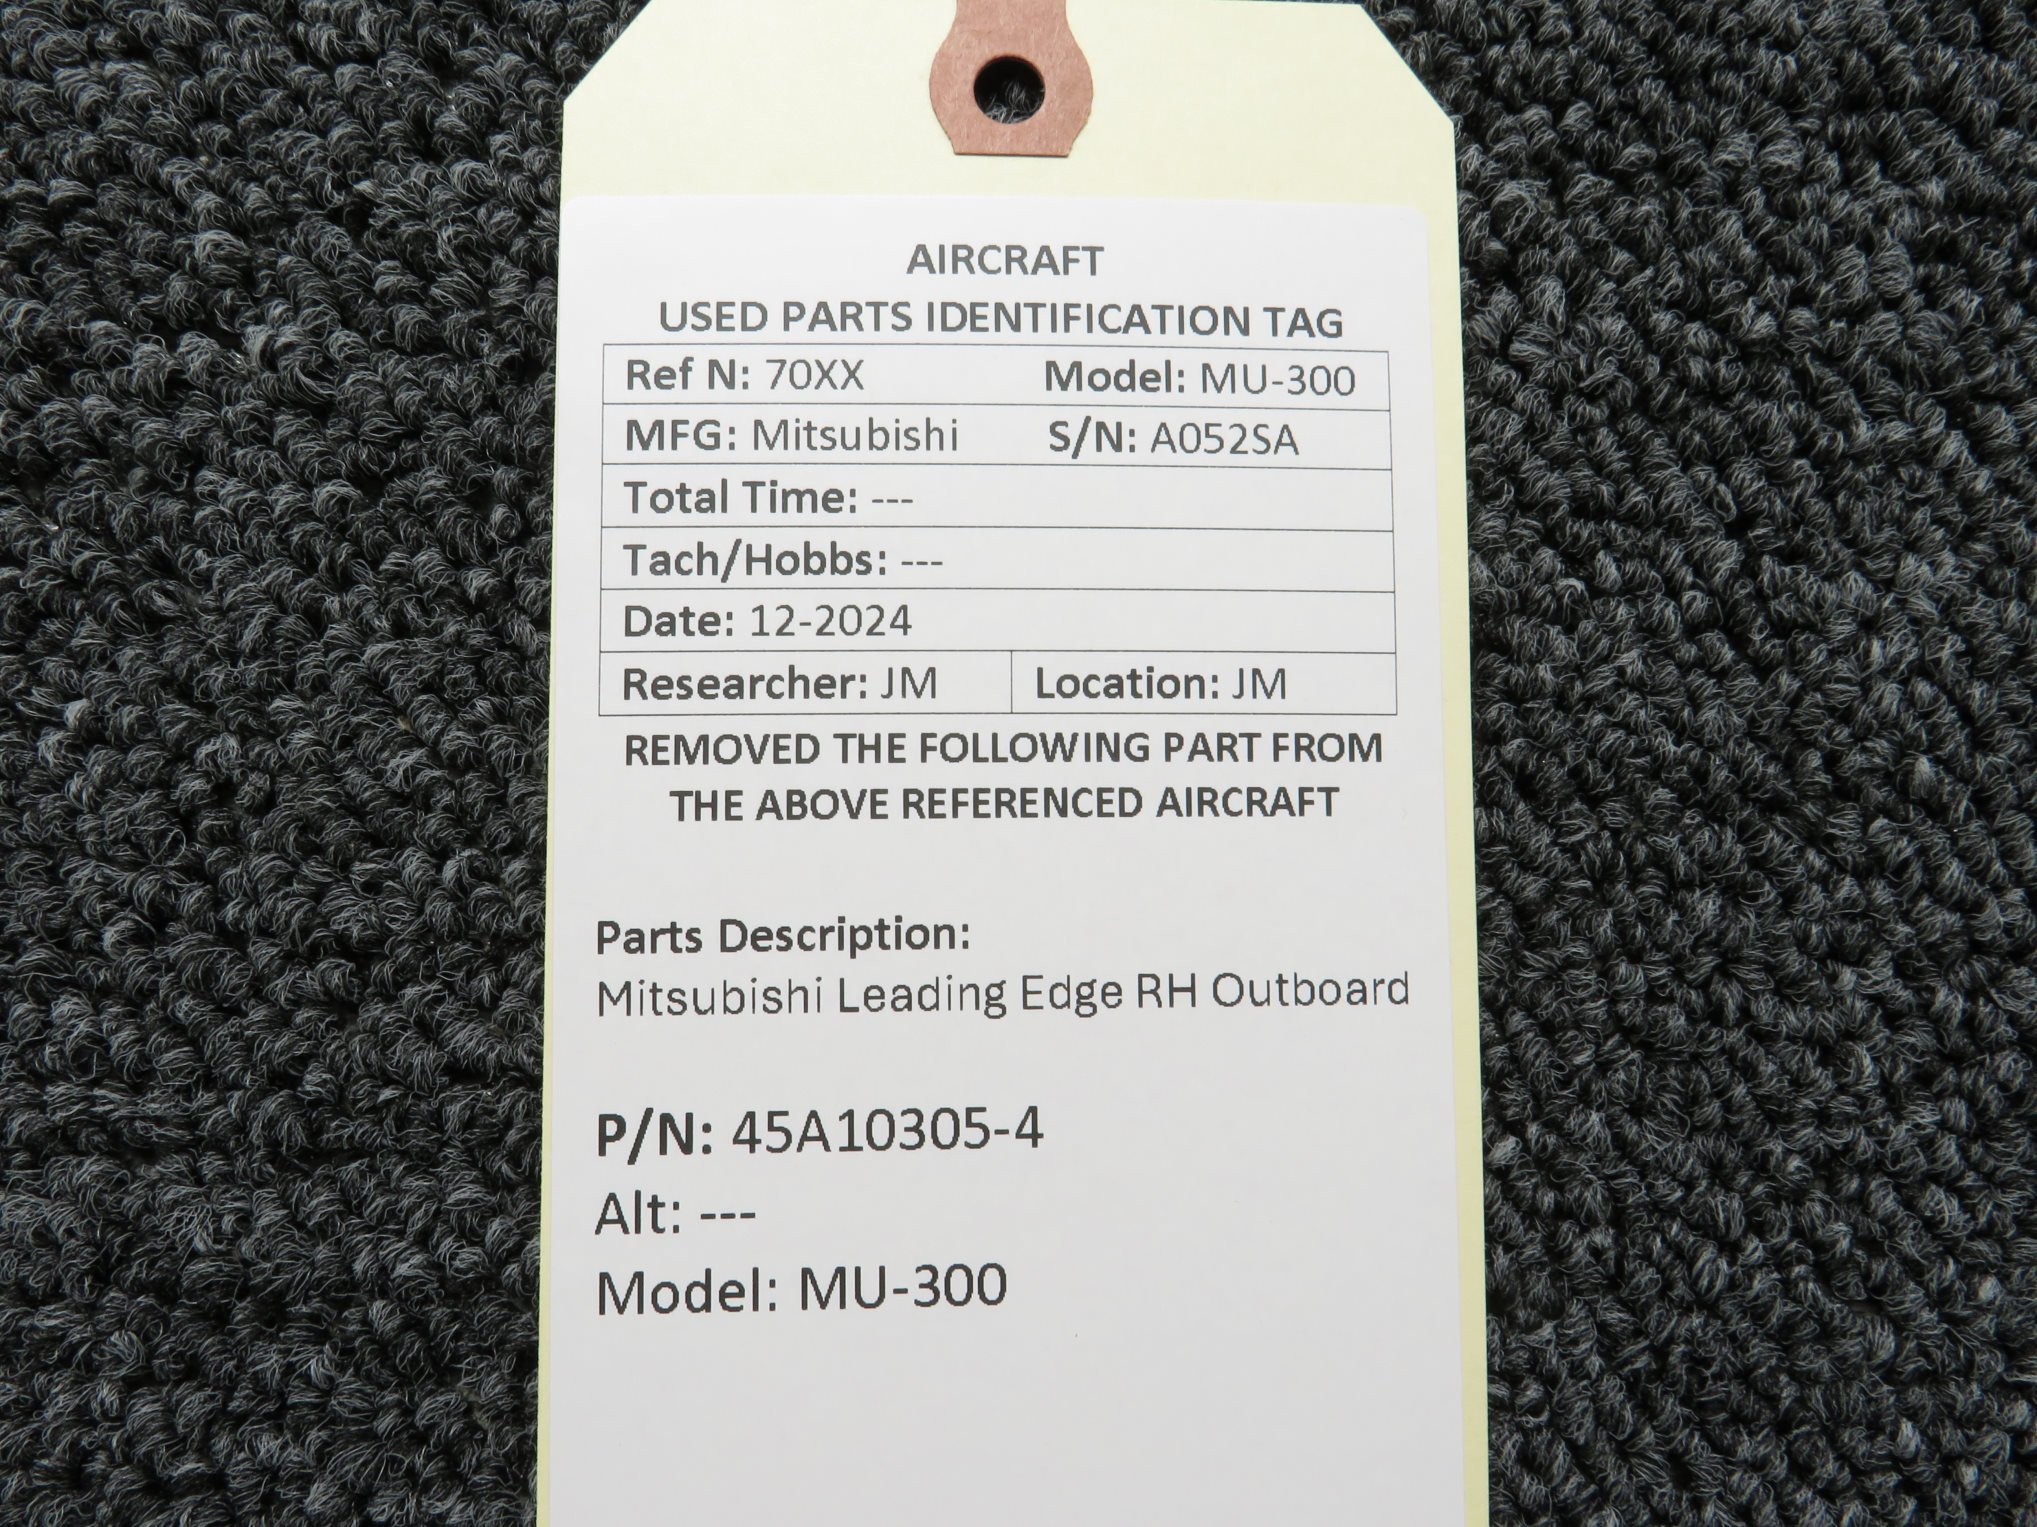 AIRCRAFT
USED PARTS IDENTIFICATION TAG
Ref N: 70XX Model: MU-300
MFG: Mitsubishi S/N: A052SA
Total Time: ---
Tach/Hobbs: ---
Date: 12-2024
Researcher: JM Location: JM
REMOVED THE FOLLOWING PART FROM
THE ABOVE REFERENCED AIRCRAFT
Parts Description:
Mitsubishi Leading Edge RH Outboard
P/N: 45A10305-4
Alt: ---
Model: MU-300